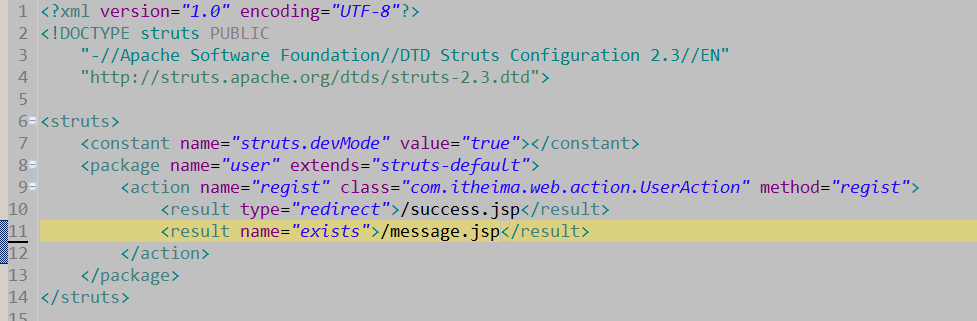 1 <?xml version="1.0" encoding="UTF-8"?>
2 <!DOCTYPE struts PUBLIC
3     "-//Apache Software Foundation//DTD Struts Configuration 2.3//EN"
4     "http://struts.apache.org/dtds/struts-2.3.dtd">
5
6 <struts>
7     <constant name="struts.devMode" value="true"></constant>
8     <package name="user" extends="struts-default">
9         <action name="regist" class="com.itheima.web.action.UserAction" method="regist">
10             <result type="redirect">/success.jsp</result>
11             <result name="exists">/message.jsp</result>
12         </action>
13     </package>
14 </struts>
15